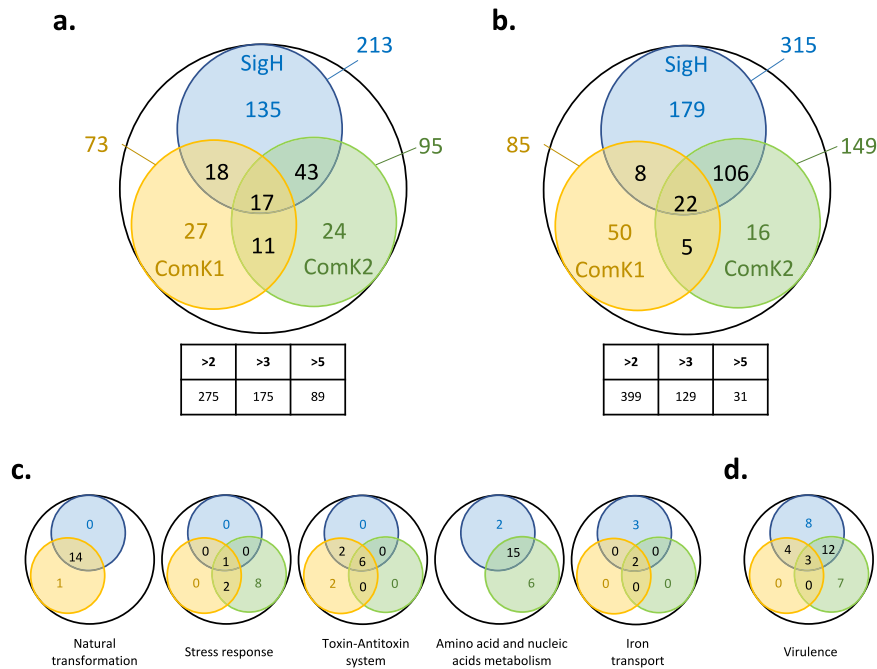 a.
213
SigH
135
73
95
18
43
17
27
11
24
ComK1
ComK2
>2 >3 >5
275 175 89
b.
315
SigH
179
85
149
8
106
22
50
5
16
ComK1
ComK2
>2 >3 >5
399 129 31
c.
0
14
1
Natural
transformation
0
0 0
1
0 2 8
Stress response
0
2 0
6
2 0 0
Toxin-Antitoxin
system
2
15
6
Amino acid and nucleic
acids metabolism
3
0 0
2
0 0 0
Iron
transport
d.
8
4 12
3
0 0 7
Virulence